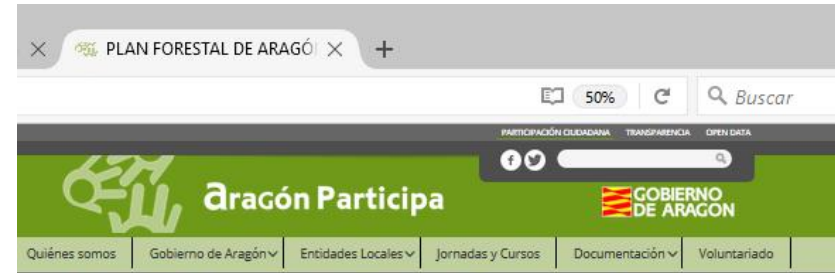 PLAN FORESTAL DE ARAGÓ
50% Buscar
PARTICIPACIÓN CIUDADANA TRANSPARENCIA OPEN DATA
aragón Participa
GOBIERNO
DE ARAGON
Quiénes somos Gobierno de Aragón Entidades Locales Jornadas y Cursos Documentación Voluntariado